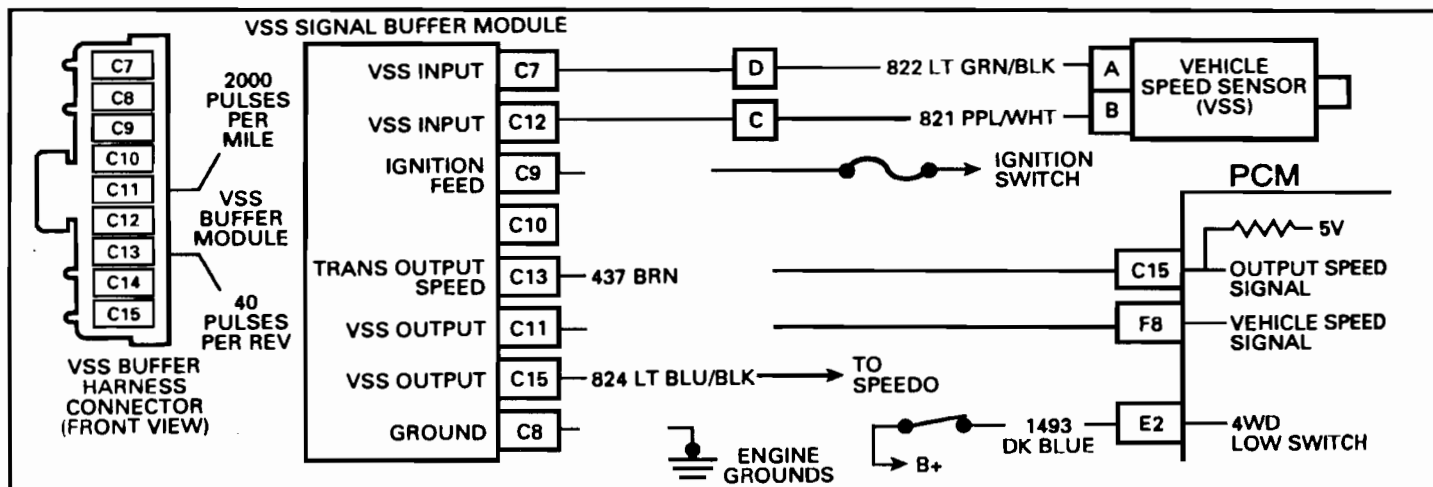 VSS SIGNAL BUFFER MODULE
C7
C8
C9
C10
C11
C12
C13
C14
C15
2000
PULSES
PER
MILE
VSS
BUFFER
MODULE
40
PULSES
PER REV
VSS BUFFER
HARNESS
CONNECTOR
(FRONT VIEW)
VSS INPUT C7 D 822 LT GRN/BLK A
VSS INPUT C12 C 821 PPL/WHT B
VEHICLE
SPEED SENSOR
(VSS)
IGNITION
FEED
C9
IGNITION
SWITCH
C10
PCM
5V
TRANS OUTPUT
SPEED
C13 437 BRN C15
OUTPUT SPEED
SIGNAL
VSS OUTPUT C11 F8
VEHICLE SPEED
SIGNAL
VSS OUTPUT C15 824 LT BLU/BLK
TO
SPEEDO
GROUND C8
ENGINE
GROUNDS
B+
1493
DK BLUE
E2
4WD
LOW SWITCH